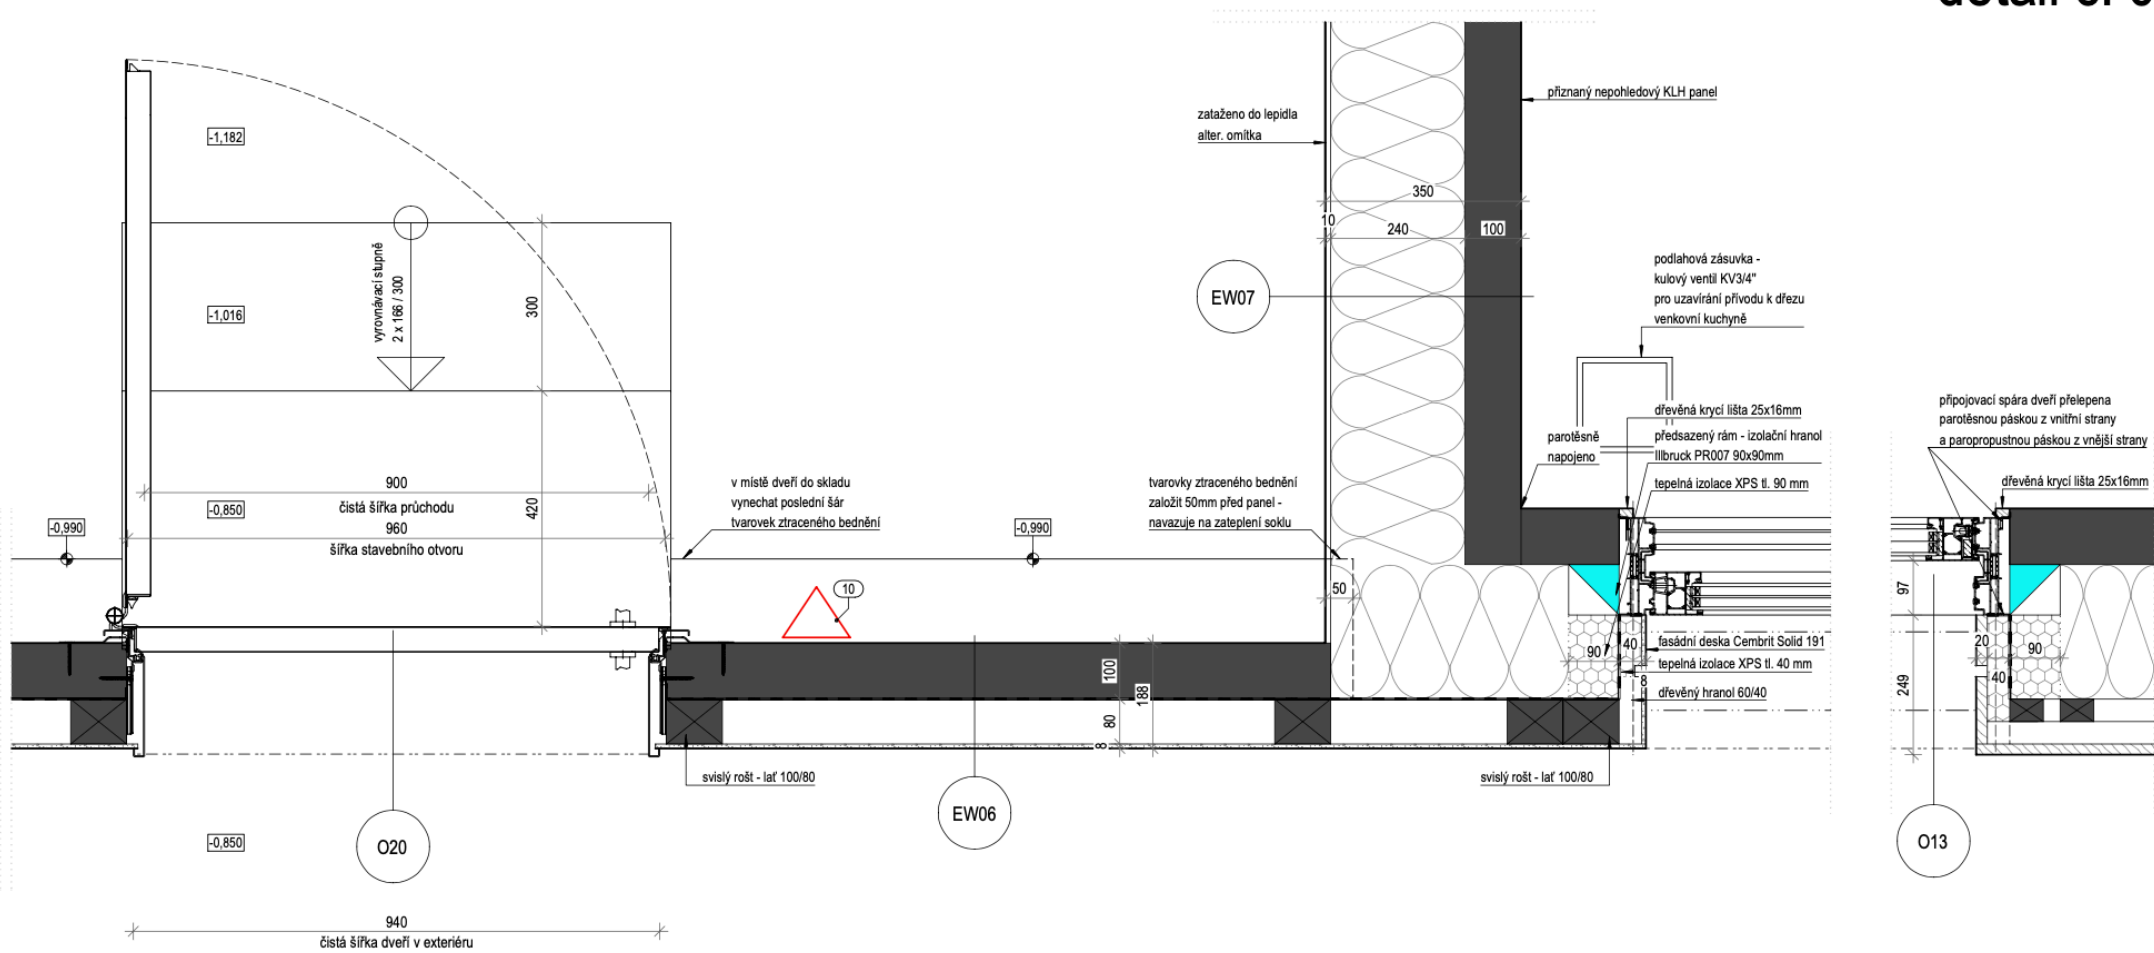 -1,182
vyrovnávací stupně
2 x 166 / 300
300
-1,016
420
900
čistá šířka průchodu
-0,850
960
šířka stavebního otvoru
-0,990
v místě dveří do skladu
vynechat poslední šár
tvarovek ztraceného bednění
-0,990
10
tvarovky ztraceného bednění
založit 50mm před panel -
navazuje na zateplení soklu
50
zataženo do lepidla
alter. omítka
přiznaný nepohledový KLH panel
350
10
240
100
EW07
podlahová zásuvka -
kulový ventil KV3/4"
pro uzavírání přívodu k dřezu
venkovní kuchyně
dřevěná krycí lišta 25x16mm
parotěsně
napojeno
předsazený rám - izolační hranol
Illbruck PR007 90x90mm
tepelná izolace XPS tl. 90 mm
připojovací spára dveří přelepena
parotěsnou páskou z vnitřní strany
a paropropustnou páskou z vnější strany
dřevěná krycí lišta 25x16mm
90
40
fasádní deska Cembrit Solid 191
tepelná izolace XPS tl. 40 mm
8
dřevěný hranol 60/40
97
249
20
40
90
100
188
80
8
svislý rošt - lať 100/80
svislý rošt - lať 100/80
EW06
O20
O13
-0,850
940
čistá šířka dveří v exteriéru